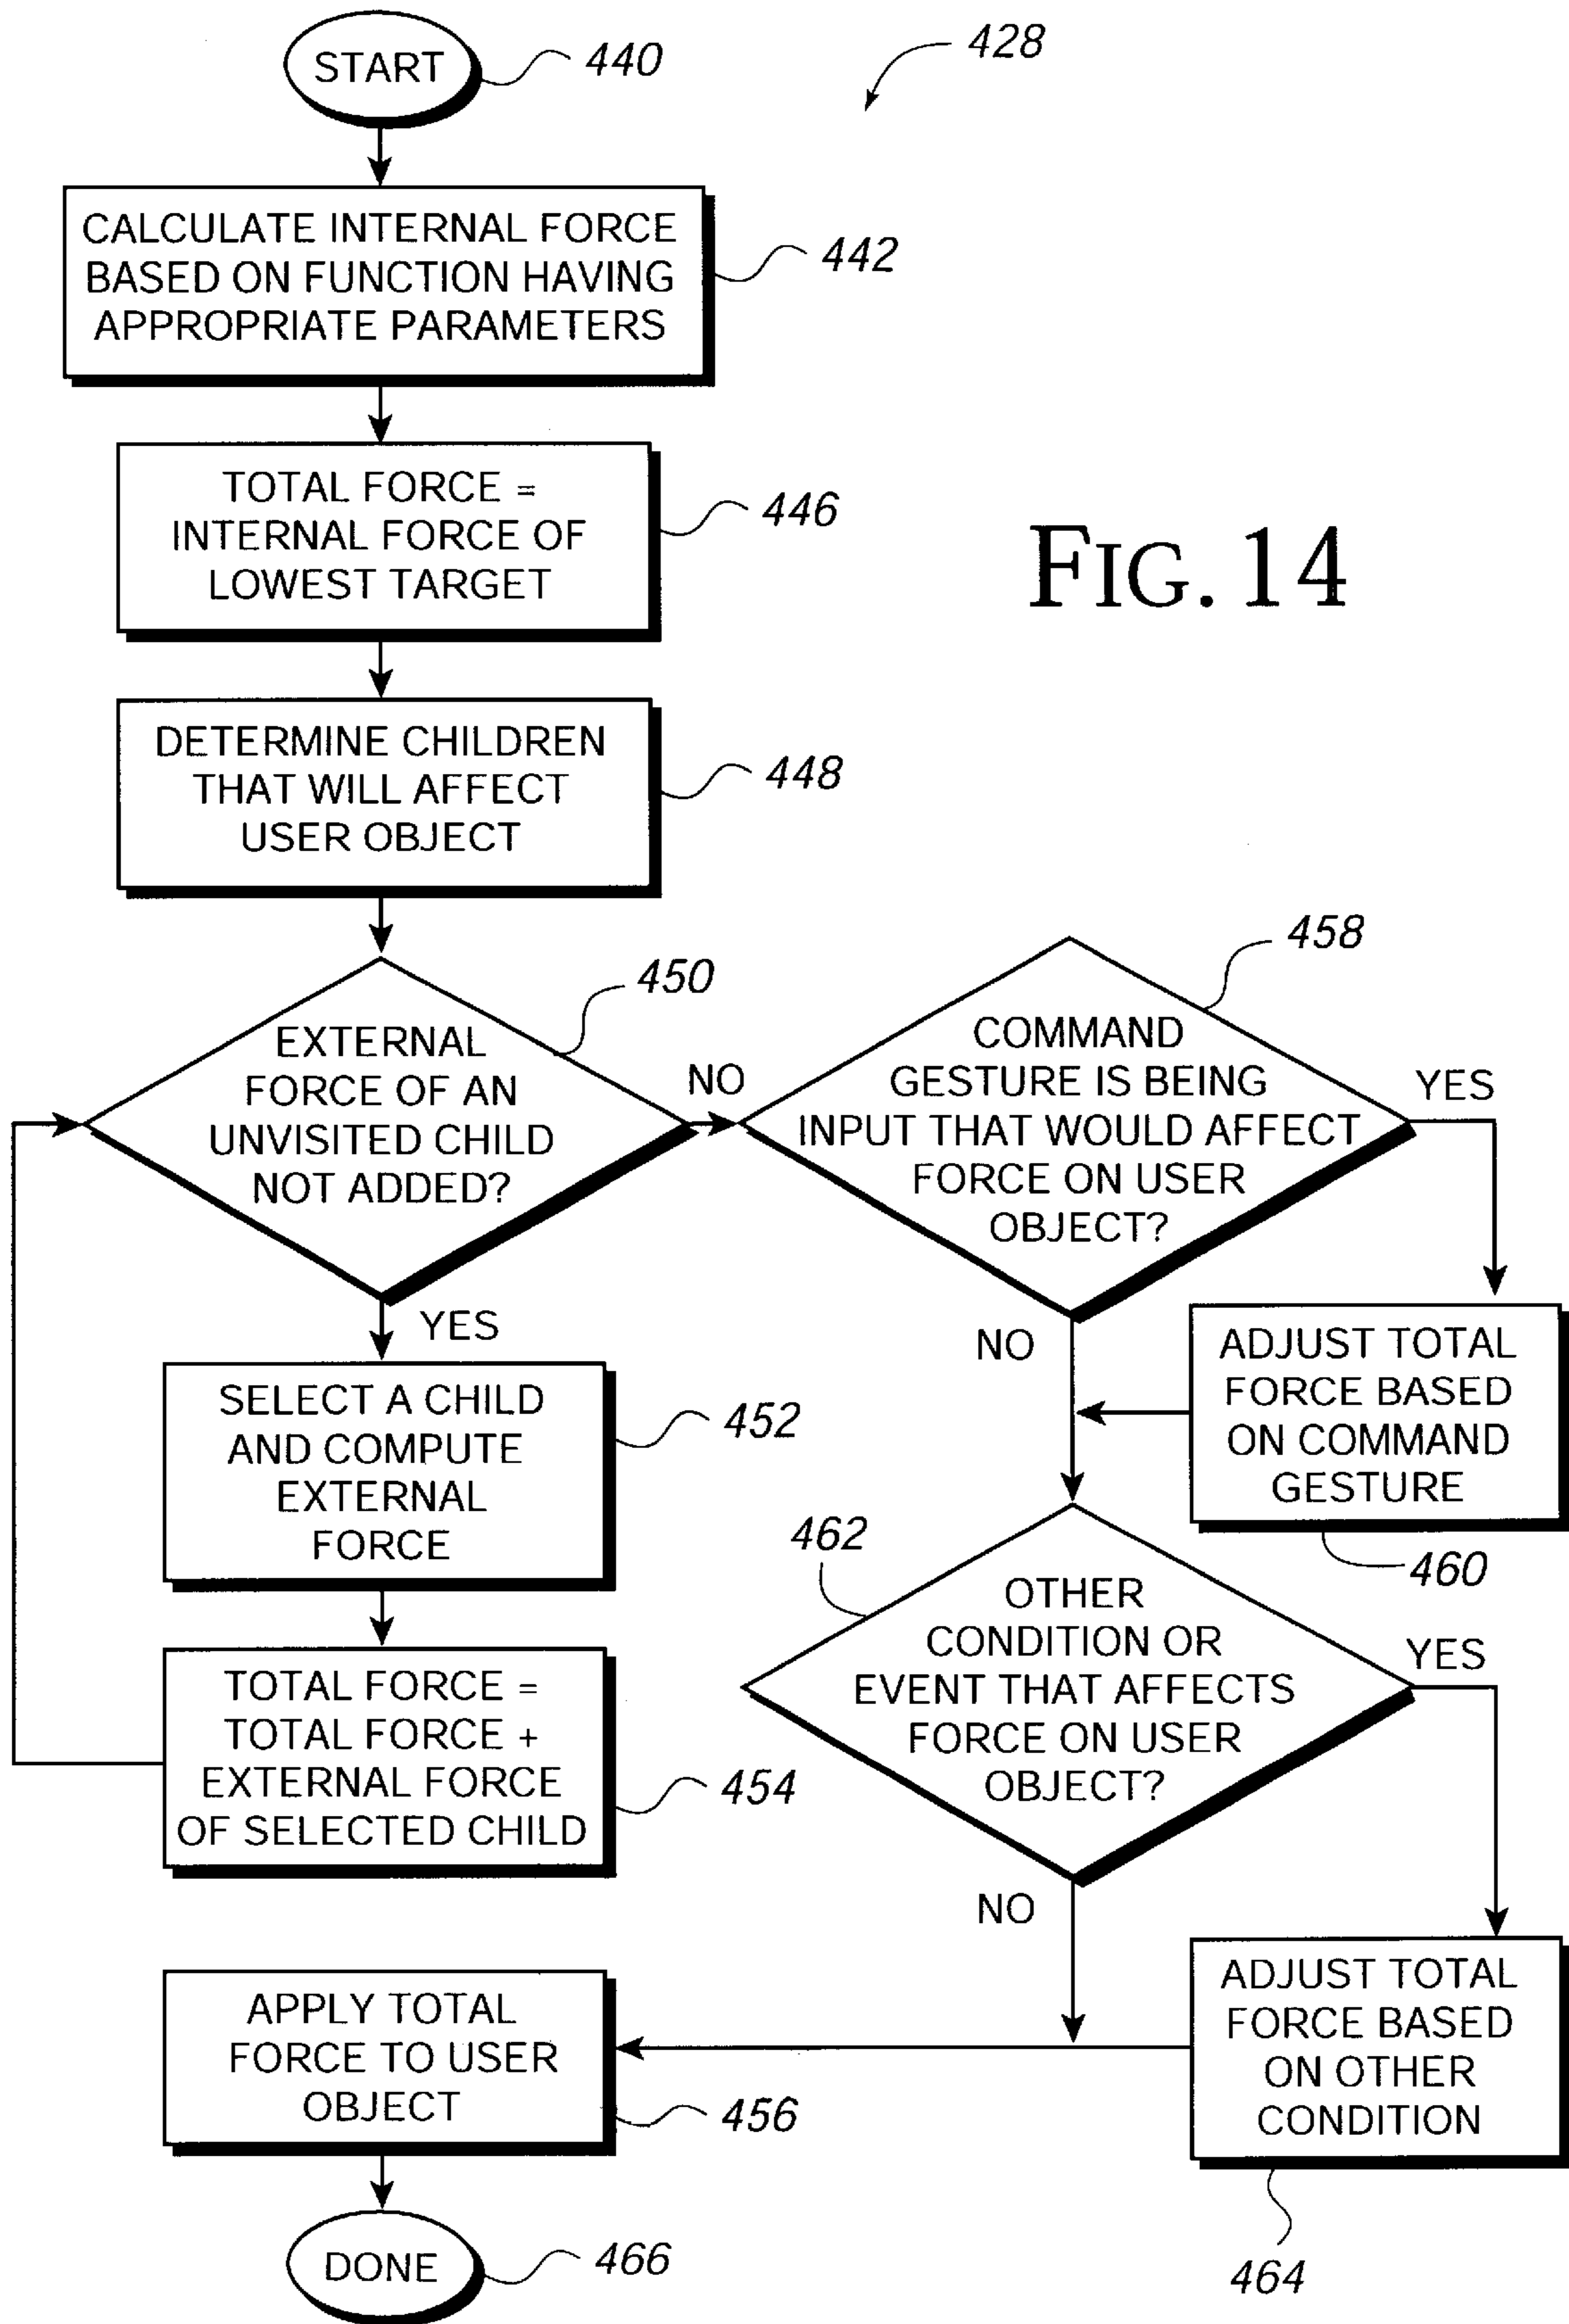 START
440
428
CALCULATE INTERNAL FORCE
BASED ON FUNCTION HAVING
APPROPRIATE PARAMETERS
442
TOTAL FORCE =
INTERNAL FORCE OF
LOWEST TARGET
446
FIG. 14
DETERMINE CHILDREN
THAT WILL AFFECT
USER OBJECT
448
EXTERNAL
FORCE OF AN
UNVISITED CHILD
NOT ADDED?
450
NO
YES
COMMAND
GESTURE IS BEING
INPUT THAT WOULD AFFECT
FORCE ON USER
OBJECT?
458
YES
NO
SELECT A CHILD
AND COMPUTE
EXTERNAL
FORCE
452
ADJUST TOTAL
FORCE BASED
ON COMMAND
GESTURE
460
TOTAL FORCE =
TOTAL FORCE +
EXTERNAL FORCE
OF SELECTED CHILD
454
462
OTHER
CONDITION OR
EVENT THAT AFFECTS
FORCE ON USER
OBJECT?
YES
NO
APPLY TOTAL
FORCE TO USER
OBJECT
456
ADJUST TOTAL
FORCE BASED
ON OTHER
CONDITION
464
DONE
466